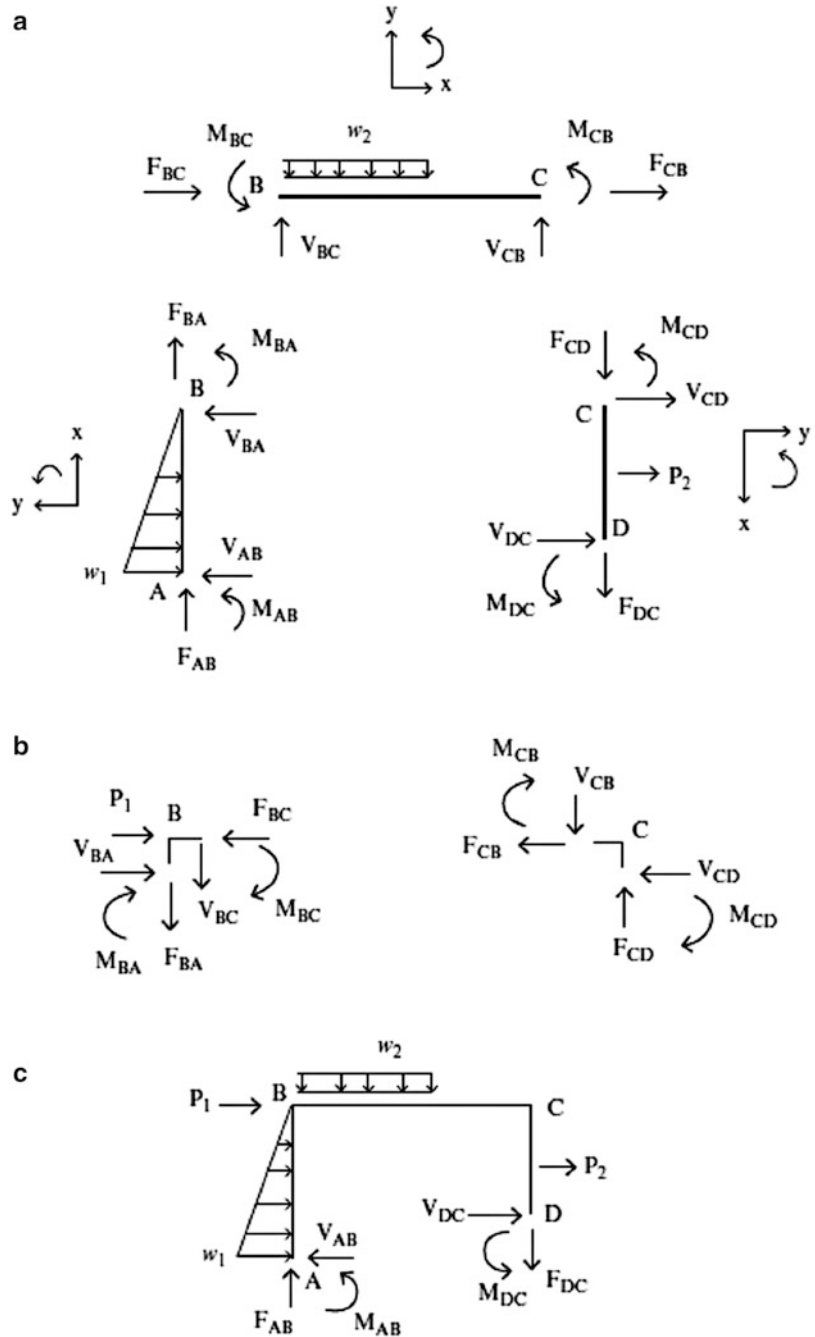 a
y
x
M_BC
w_2
M_CB
F_BC
B
C
F_CB
V_BC
V_CB
F_BA
M_BA
B
V_BA
x
y
w_1
A
V_AB
M_AB
F_AB
F_CD
M_CD
C
V_CD
P_2
y
x
V_DC
D
M_DC
F_DC
b
P_1
B
F_BC
V_BA
V_BC
M_BC
M_BA
F_BA
M_CB
V_CB
C
F_CB
V_CD
M_CD
F_CD
c
w_2
P_1
B
C
P_2
V_DC
D
w_1
V_AB
A
F_AB
M_AB
M_DC
F_DC